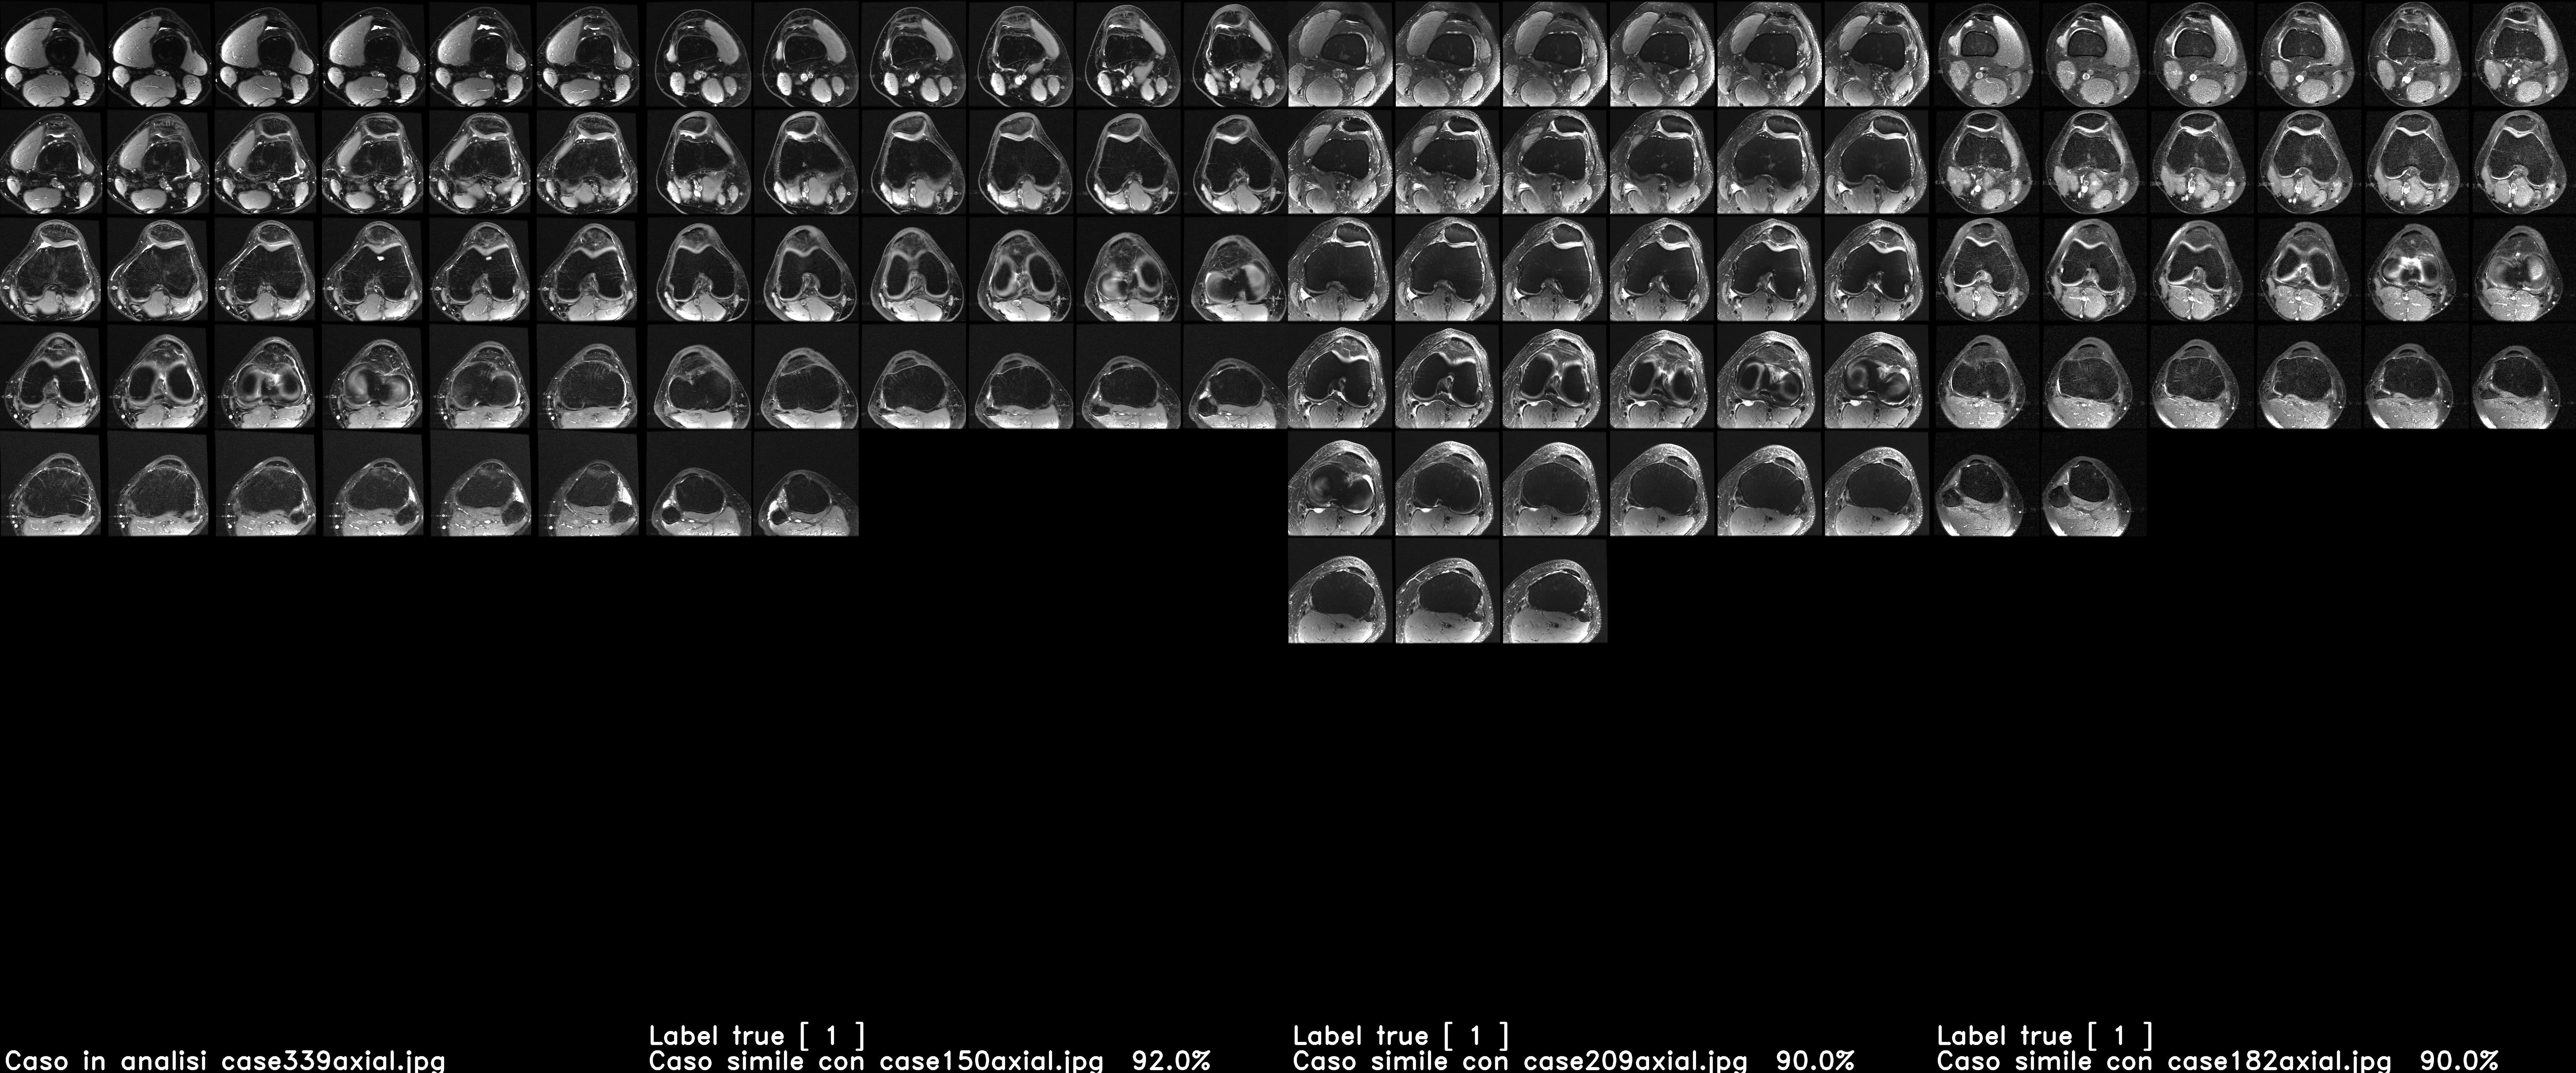 Caso in analisi case339axial.jpg
Label true [ 1 ]
Caso simile con case150axial.jpg 92.0%
Label true [ 1 ]
Caso simile con case209axial.jpg 90.0%
Label true [ 1 ]
Caso simile con case182axial.jpg 90.0%